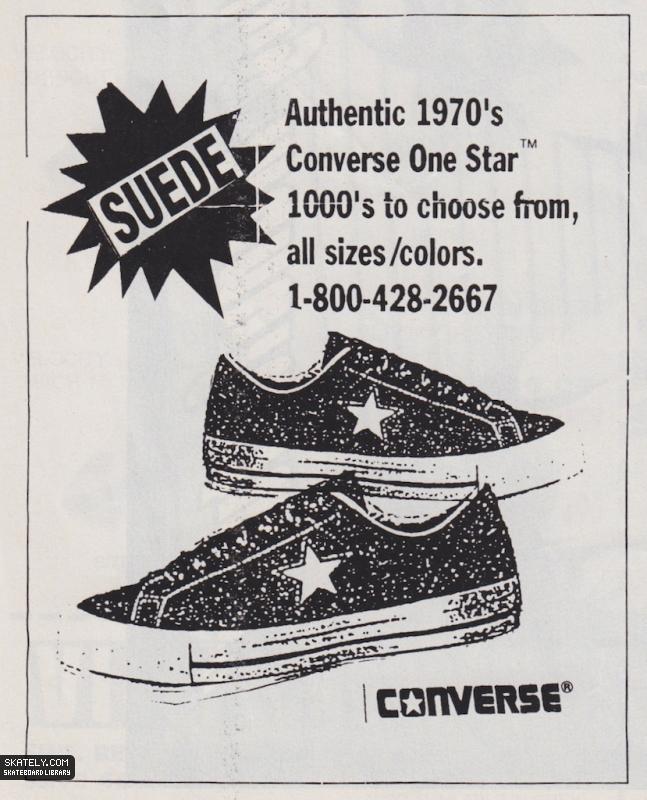 SUEDE
Authentic 1970's
Converse One Star™
1000's to choose from,
all sizes/colors.
1-800-428-2667
CONVERSE®
SKATELY.COM
SKATEBOARD LIBRARY